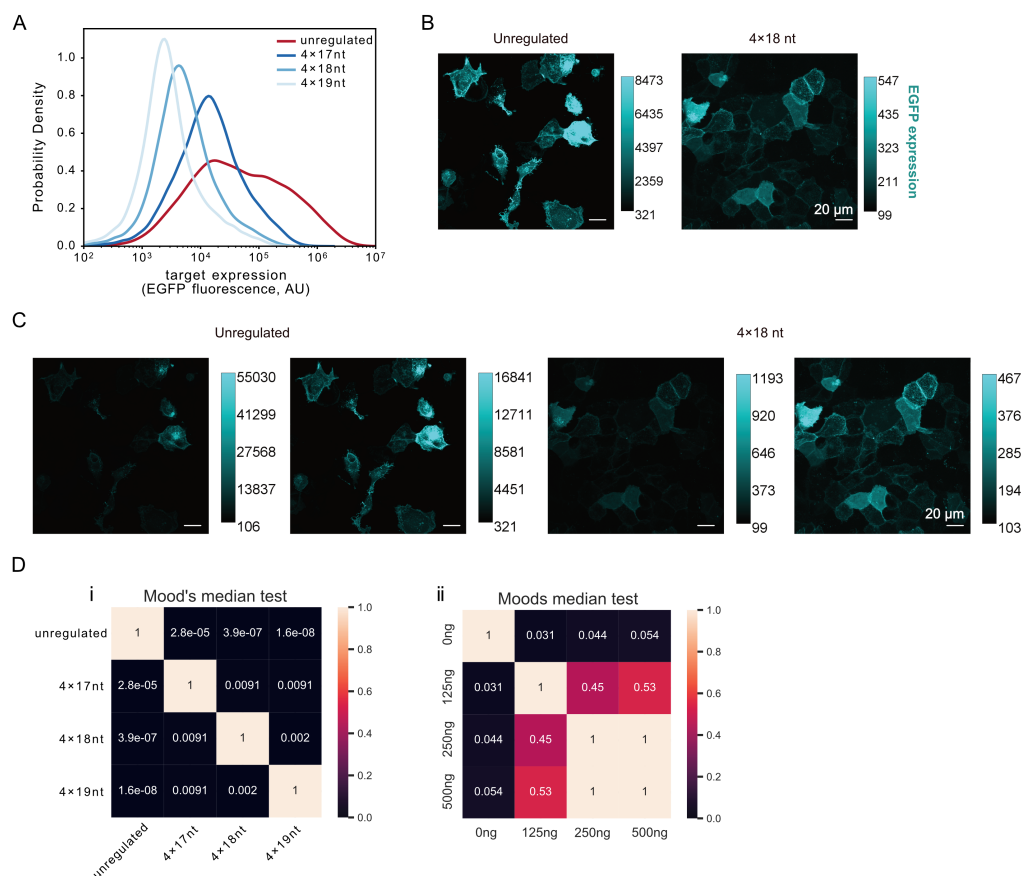 A
unregulated
4×17nt
4×18nt
4×19nt
Probability Density
1.0
0.8
0.6
0.4
0.2
0.0
10² 10³ 10⁴ 10⁵ 10⁶ 10⁷
target expression
(EGFP fluorescence, AU)
B
Unregulated
8473
6435
4397
2359
321
4×18 nt
20 µm
547
435
323
211
99
EGFP expression
C
Unregulated
55030
41299
27568
13837
106
16841
12711
8581
4451
321
4×18 nt
1193
920
646
373
99
20 µm
467
376
285
194
103
D
i
Mood's median test
unregulated 1 2.8e-05 3.9e-07 1.6e-08
4×17nt 2.8e-05 1 0.0091 0.0091
4×18nt 3.9e-07 0.0091 1 0.002
4×19nt 1.6e-08 0.0091 0.002 1
unregulated 4×17nt 4×18nt 4×19nt
1.0
0.8
0.6
0.4
0.2
0.0
ii
Moods median test
0ng 1 0.031 0.044 0.054
125ng 0.031 1 0.45 0.53
250ng 0.044 0.45 1 1
500ng 0.054 0.53 1 1
0ng 125ng 250ng 500ng
1.0
0.8
0.6
0.4
0.2
0.0